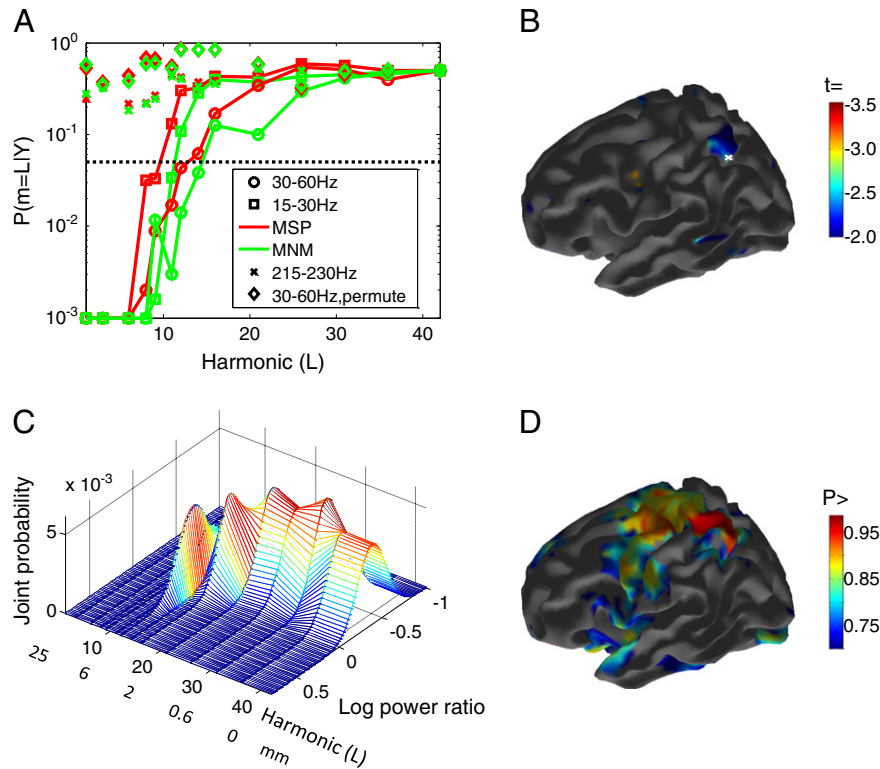 A
P(m=L|Y)
10^0
10^-1
10^-2
10^-3
10
20
30
40
Harmonic (L)
30-60Hz
15-30Hz
MSP
MNM
215-230Hz
30-60Hz,permute
B
t=
-3.5
-3.0
-2.5
-2.0
C
x 10^-3
Joint probability
5
0
25
6
2
0.6
0
mm
10
20
30
40
Harmonic (L)
0.5
0
-0.5
-1
Log power ratio
D
P>
0.95
0.85
0.75